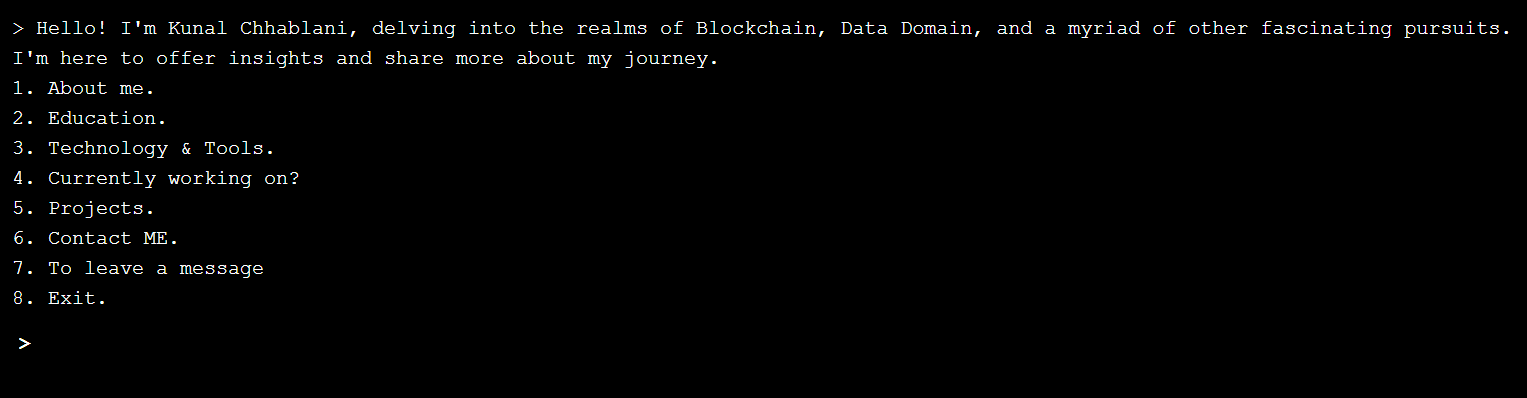 > Hello! I'm Kunal Chhablani, delving into the realms of Blockchain, Data Domain, and a myriad of other fascinating pursuits.
I'm here to offer insights and share more about my journey.
1. About me.
2. Education.
3. Technology & Tools.
4. Currently working on?
5. Projects.
6. Contact ME.
7. To leave a message
8. Exit.
>